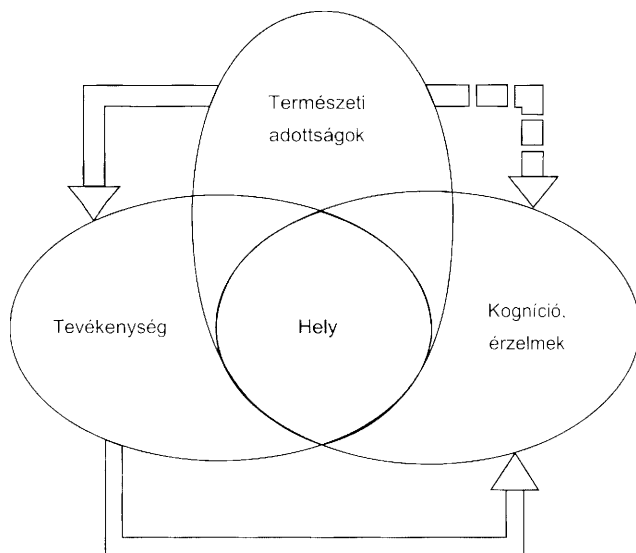 Természeti
adottságok
Tevékenység
Hely
Kogníció.
érzelmek